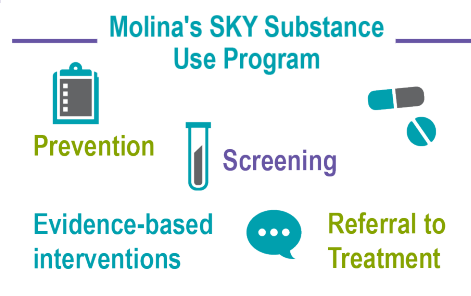 Molina's SKY Substance
Use Program
Prevention
Screening
Evidence-based
interventions
Referral to
Treatment